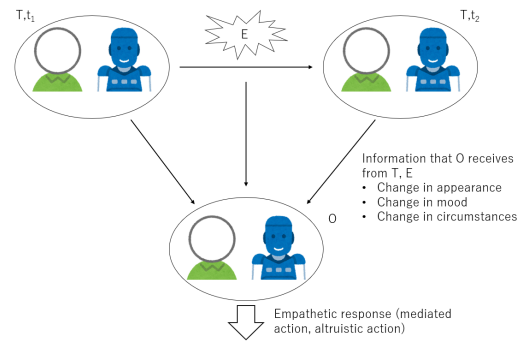 T,t₁
E
T,t₂
Information that O receives
from T, E
• Change in appearance
• Change in mood
• Change in circumstances
O
Empathetic response (mediated
action, altruistic action)